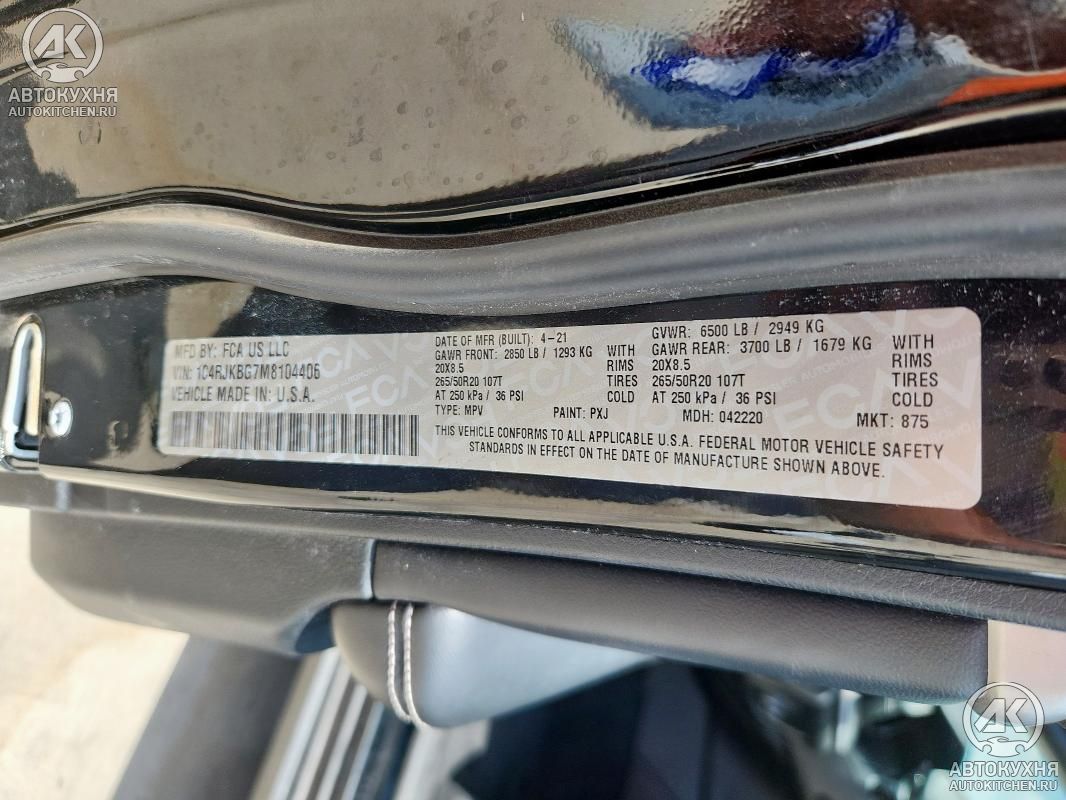 АК
АВТОКУХНЯ
AUTOKITCHEN.RU
MFD BY: FCA US LLC
VIN: 1C4RJKBG7M8104406
VEHICLE MADE IN: U.S.A.
DATE OF MFR (BUILT): 4-21
GAWR FRONT: 2850 LB / 1293 KG WITH
20X8.5 RIMS
265/50R20 107T TIRES
AT 250 kPa / 36 PSI COLD
TYPE: MPV PAINT: PXJ
GVWR: 6500 LB / 2949 KG
GAWR REAR: 3700 LB / 1679 KG WITH
20X8.5 RIMS
265/50R20 107T TIRES
AT 250 kPa / 36 PSI COLD
MDH: 042220 MKT: 875
THIS VEHICLE CONFORMS TO ALL APPLICABLE U.S.A. FEDERAL MOTOR VEHICLE SAFETY
STANDARDS IN EFFECT ON THE DATE OF MANUFACTURE SHOWN ABOVE.
АК
АВТОКУХНЯ
AUTOKITCHEN.RU